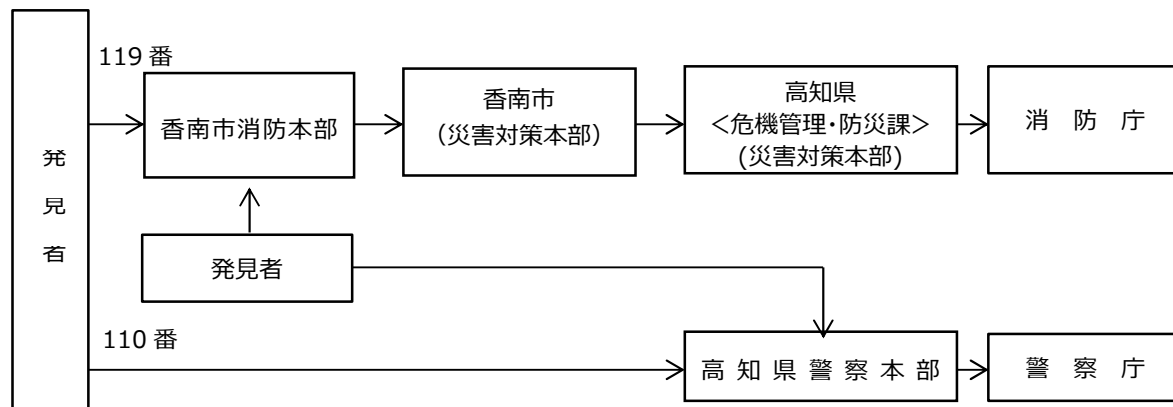 119 番
発見者
香南市消防本部
香南市
（災害対策本部）
高知県
＜危機管理・防災課＞
(災害対策本部)
消 防 庁
発見者
110 番
高 知 県 警 察 本 部
警 察 庁